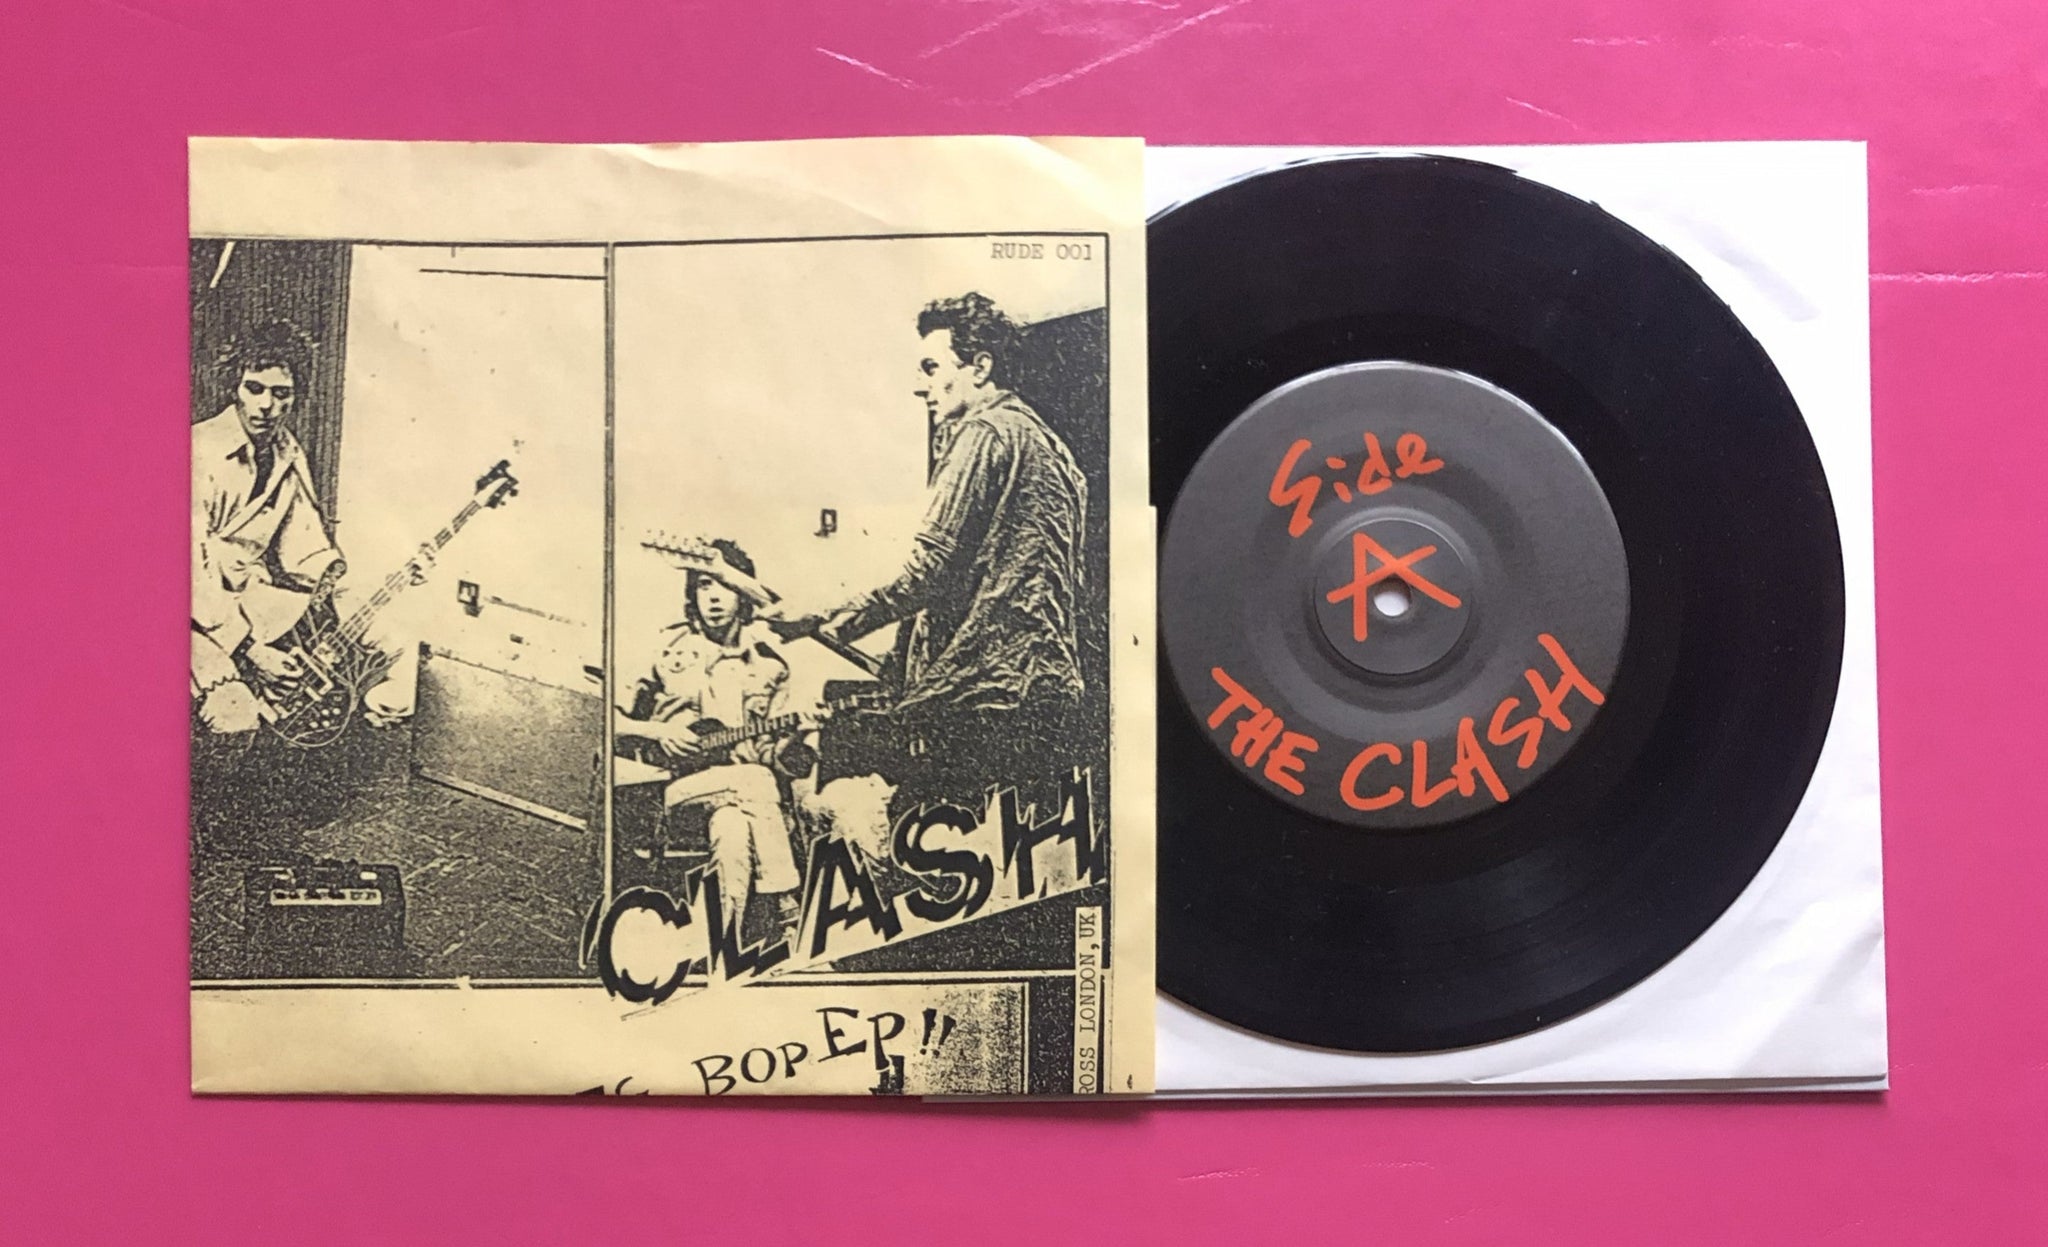 RUDE 001
CLASH
BOP EP!!
ROSS LONDON, UK
Side
A
THE CLASH